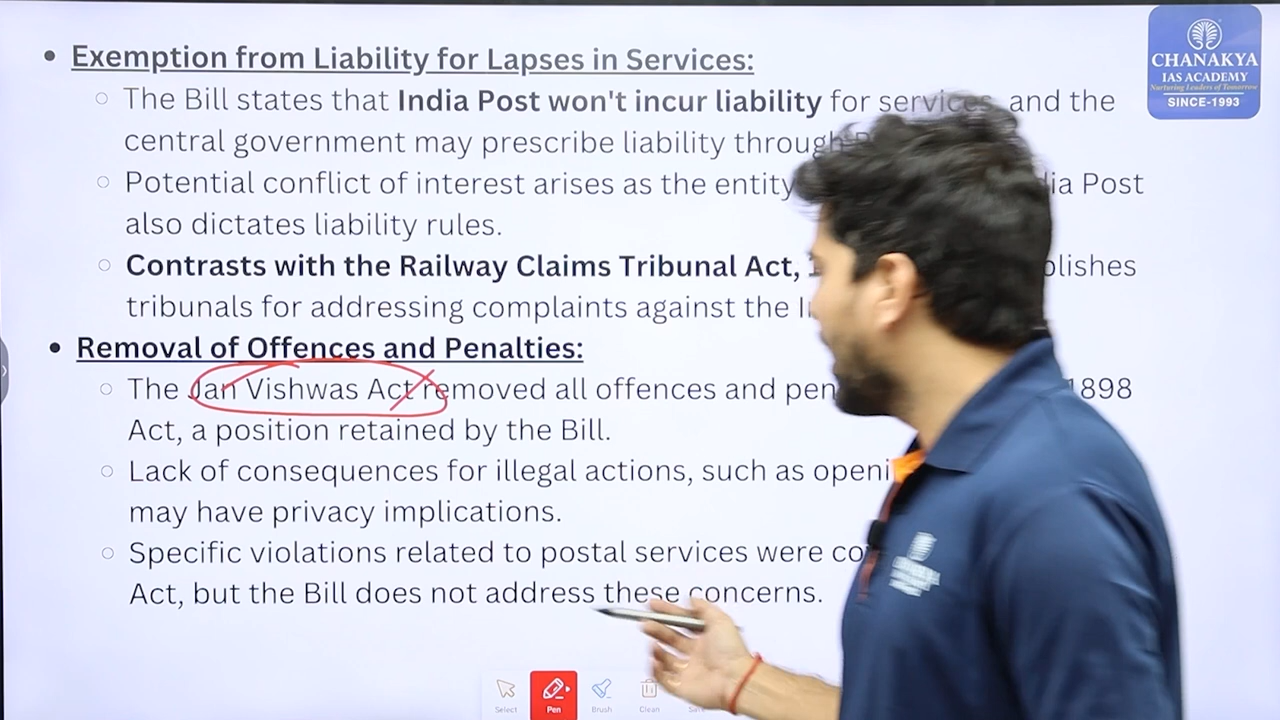 Exemption from Liability for Lapses in Services:
The Bill states that India Post won't incur liability for services, and the
central government may prescribe liability through
Potential conflict of interest arises as the entity dia Post
also dictates liability rules.
Contrasts with the Railway Claims Tribunal Act, blishes
tribunals for addressing complaints against the
Removal of Offences and Penalties:
The Jan Vishwas Act removed all offences and pen 1898
Act, a position retained by the Bill.
Lack of consequences for illegal actions, such as openi
may have privacy implications.
Specific violations related to postal services were co
Act, but the Bill does not address these concerns.
CHANAKYA
IAS ACADEMY
Nurturing Leaders of Tomorrow
SINCE-1993
Select Pen Brush Clean